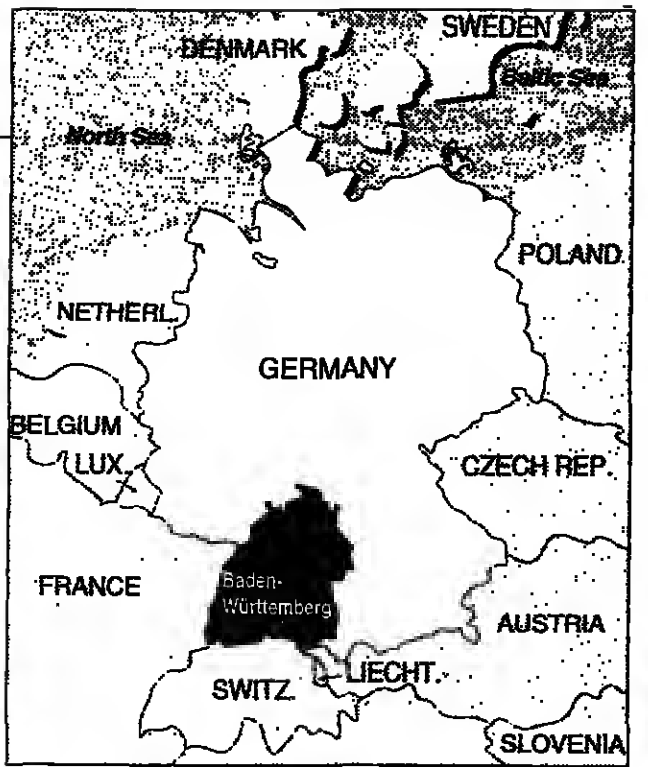 SWEDEN
DENMARK
Baltic Sea
North Sea
POLAND
NETHERL.
GERMANY
BELGIUM
LUX.
CZECH REP.
Baden-
Württemberg
FRANCE
AUSTRIA
LIECHT.
SWITZ.
SLOVENIA